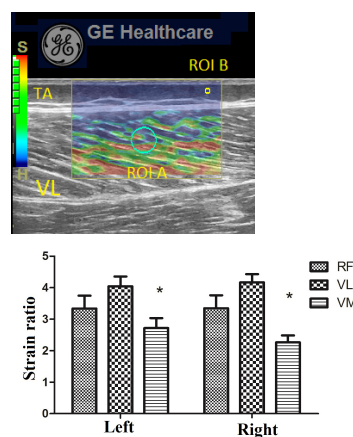 GE Healthcare
ROI B
S
TA
H
VL
ROI A
5
4
3
2
1
0
Strain ratio
*
*
Left
Right
RF
VL
VM